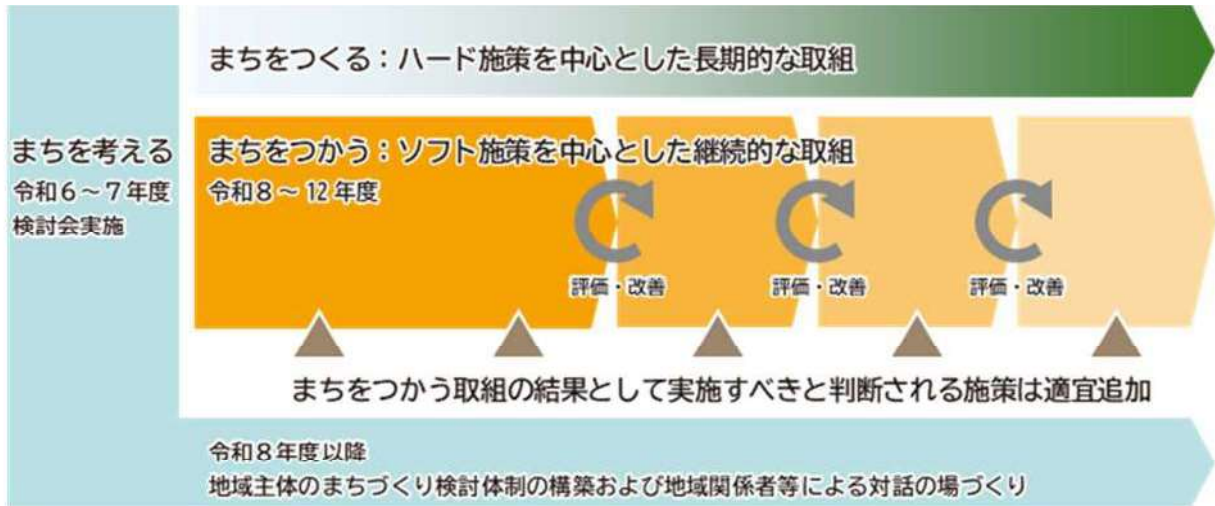 まちをつくる：ハード施策を中心とした長期的な取組
まちを考える
令和６～７年度
検討会実施
まちをつかう：ソフト施策を中心とした継続的な取組
令和８～12年度
評価・改善
評価・改善
評価・改善
まちをつかう取組の結果として実施すべきと判断される施策は適宜追加
令和８年度以降
地域主体のまちづくり検討体制の構築および地域関係者等による対話の場づくり